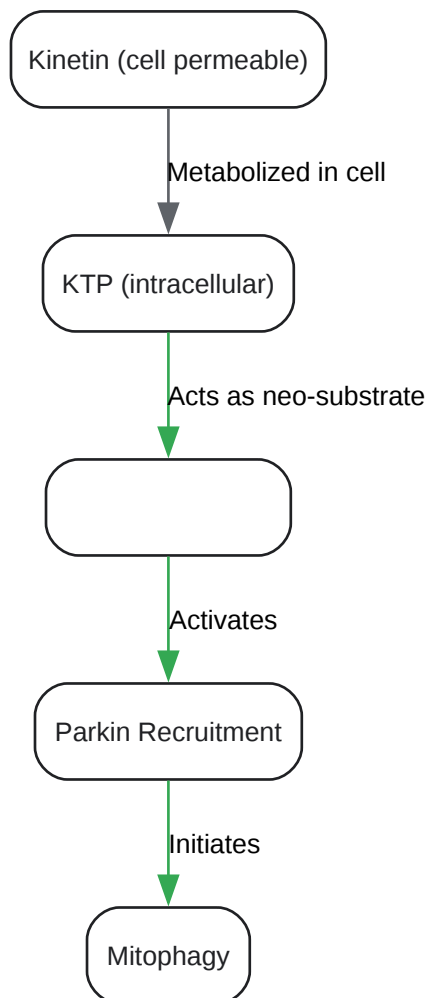 Kinetin (cell permeable)
Metabolized in cell
KTP (intracellular)
Acts as neo-substrate
Activates
Parkin Recruitment
Initiates
Mitophagy